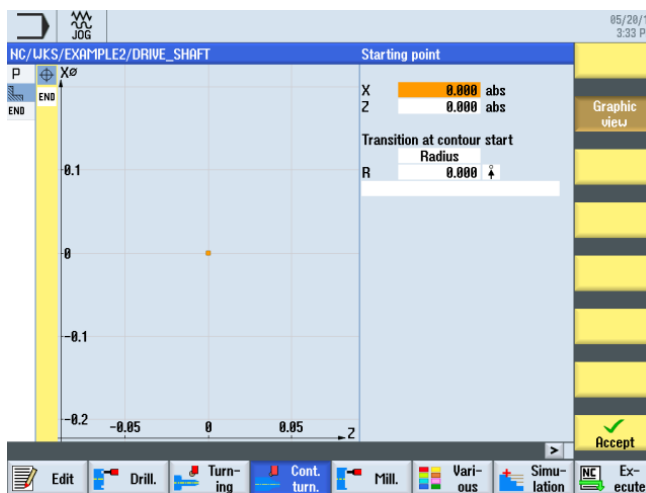 JOG
05/20/1
3:33 P
NC/WKS/EXAMPLE2/DRIVE_SHAFT
Starting point
P
END
END
XØ
0.1
0
-0.1
-0.2
-0.05
0
0.05
Z
X 0.000 abs
Z 0.000 abs
Transition at contour start
Radius
R 0.000
Graphic
view
Accept
>
Edit
Drill.
Turn-
ing
Cont.
turn.
Mill.
Vari-
ous
Simu-
lation
NC
Ex-
ecute